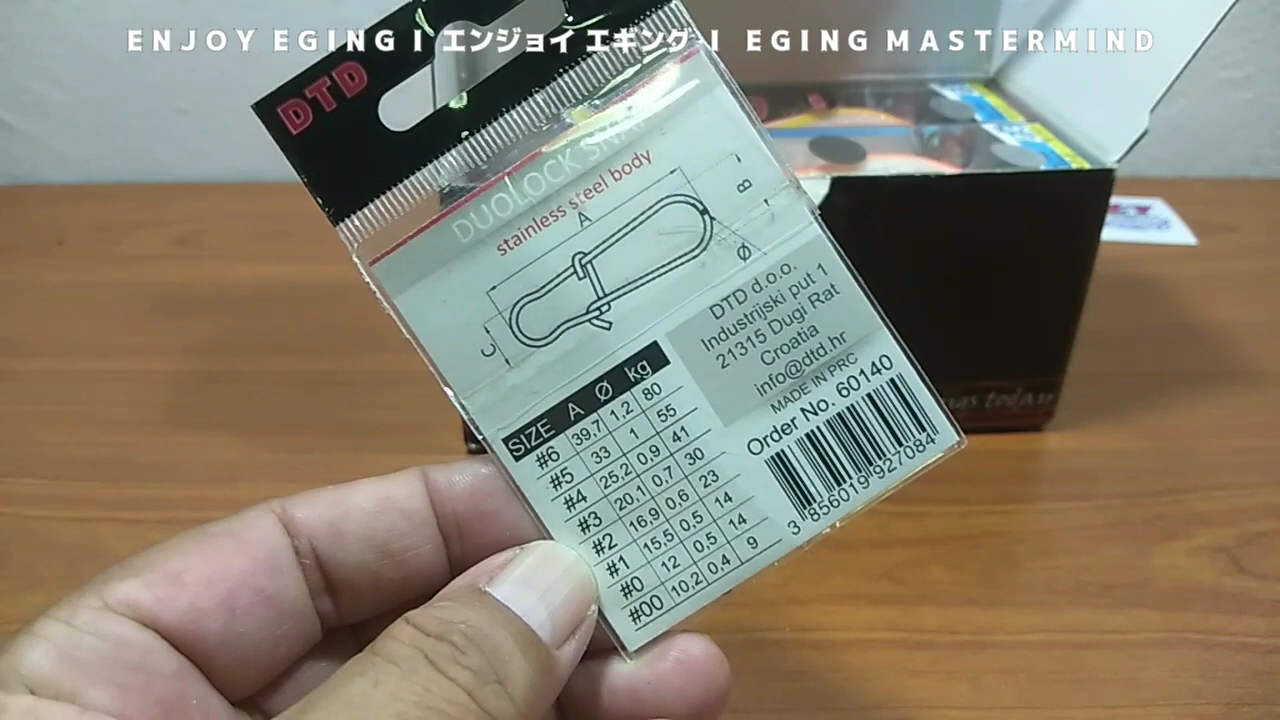 ENJOY EGING I エンジョイ エギング I EGING MASTERMIND
DTD
DUOLOCK SNAP
stainless steel body
A
B
Ø
C
DTD d.o.o.
Industrijski put 1
21315 Dugi Rat
Croatia
info@dtd.hr
MADE IN PRC
Order No. 60140
3 856019 927084
SIZE A Ø kg
#6 39,7 1,2 80
#5 33 1 55
#4 25,2 0,9 41
#3 20,1 0,7 30
#2 16,9 0,6 23
#1 15,5 0,5 14
#0 12 0,5 14
#00 10,2 0,4 9